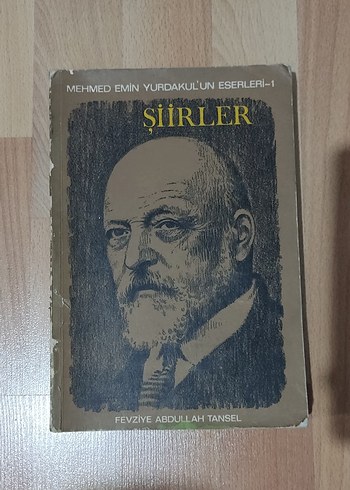 MEHMED EMİN YURDAKUL'UN ESERLERİ-1
ŞİİRLER
FEVZİYE ABDULLAH TANSEL